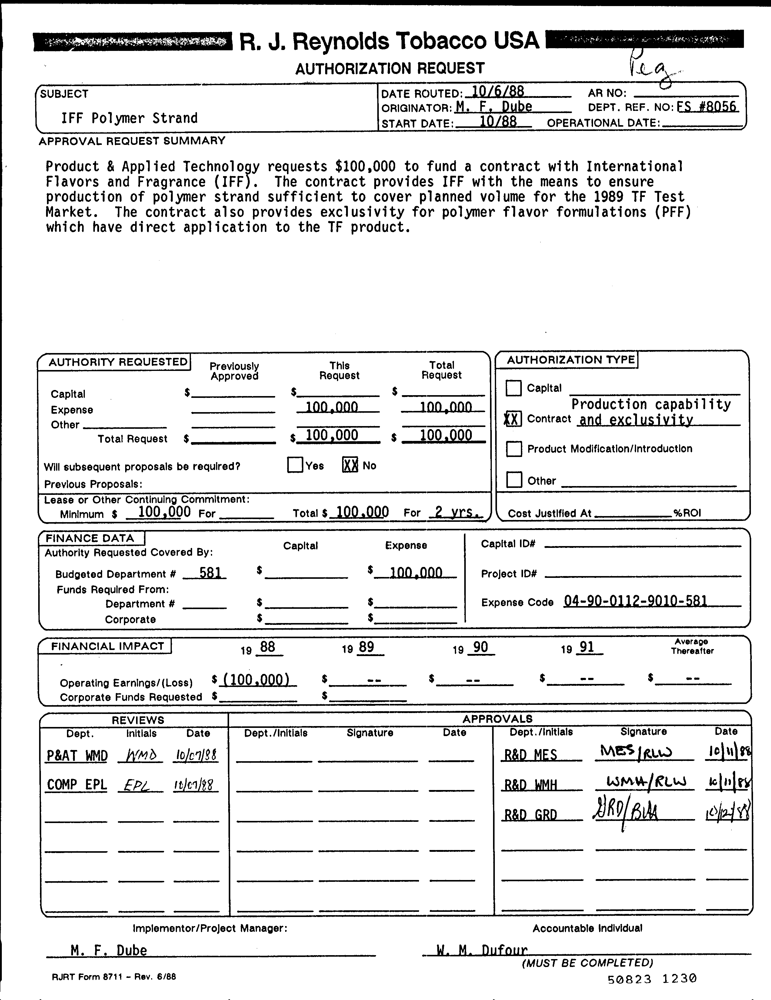 R. J. Reynolds Tobacco USA
AUTHORIZATION REQUEST
Peg
SUBJECT
IFF Polymer Strand
DATE ROUTED: 10/6/88 AR NO:
ORIGINATOR: M. F. Dube DEPT. REF. NO: FS #8056
START DATE: 10/88 OPERATIONAL DATE:
APPROVAL REQUEST SUMMARY
Product & Applied Technology requests $100,000 to fund a contract with International
Flavors and Fragrance (IFF). The contract provides IFF with the means to ensure
production of polymer strand sufficient to cover planned volume for the 1989 TF Test
Market. The contract also provides exclusivity for polymer flavor formulations (PFF)
which have direct application to the TF product.
AUTHORITY REQUESTED Previously Approved This Request Total Request
Capital $ $ $
Expense 100,000 100,000
Other
Total Request $ $ 100,000 $ 100,000
Will subsequent proposals be required? Yes XX No
Previous Proposals:
Lease or Other Continuing Commitment:
Minimum $ 100,000 For Total $ 100,000 For 2 yrs.
AUTHORIZATION TYPE
Capital
Production capability
XX Contract and exclusivity
Product Modification/Introduction
Other
Cost Justified At %ROI
FINANCE DATA
Authority Requested Covered By: Capital Expense
Budgeted Department # 581 $ $ 100,000
Funds Required From:
Department # $ $
Corporate $ $
Capital ID#
Project ID#
Expense Code 04-90-0112-9010-581
FINANCIAL IMPACT 19 88 19 89 19 90 19 91 Average Thereafter
Operating Earnings/(Loss) $ (100,000) $ -- $ -- $ -- $ --
Corporate Funds Requested $ $
REVIEWS APPROVALS
Dept. Initials Date Dept./Initials Signature Date Dept./Initials Signature Date
P&AT WMD WMD 10/07/88 R&D MES MES/RLW 10/11/88
COMP EPL EPL 10/07/88 R&D WMH WMH/RLW 10/11/88
R&D GRD GRD/ 10/12/88
Implementor/Project Manager: Accountable Individual
M. F. Dube W. M. Dufour
(MUST BE COMPLETED)
RJRT Form 8711 - Rev. 6/88
50823 1230